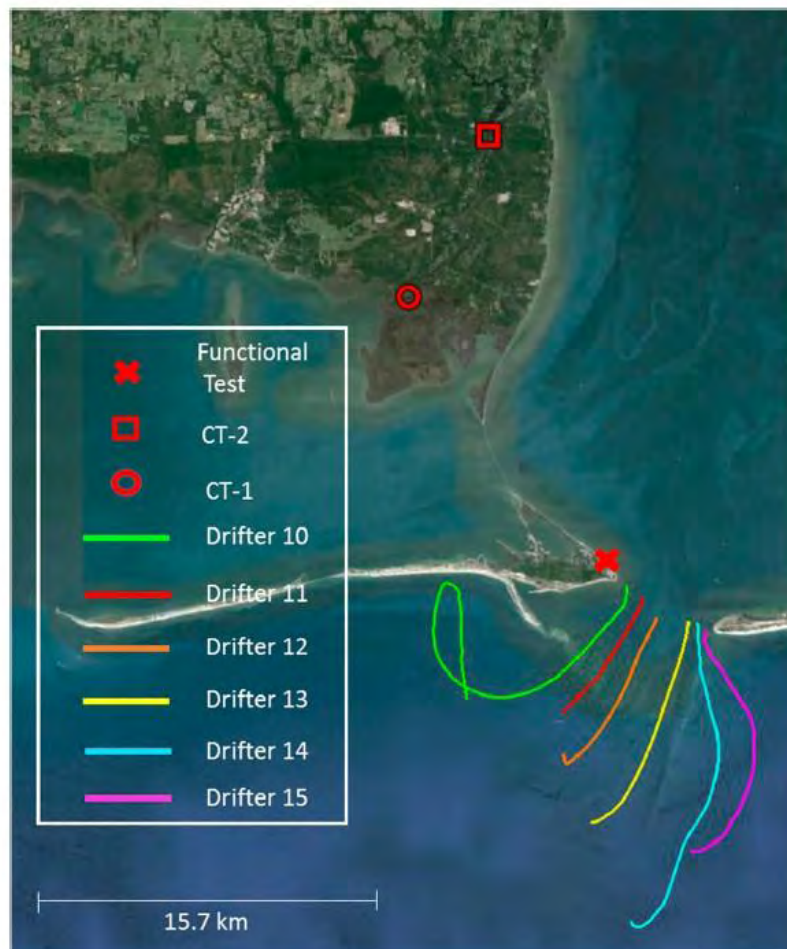 Functional
Test
CT-2
CT-1
Drifter 10
Drifter 11
Drifter 12
Drifter 13
Drifter 14
Drifter 15
15.7 km